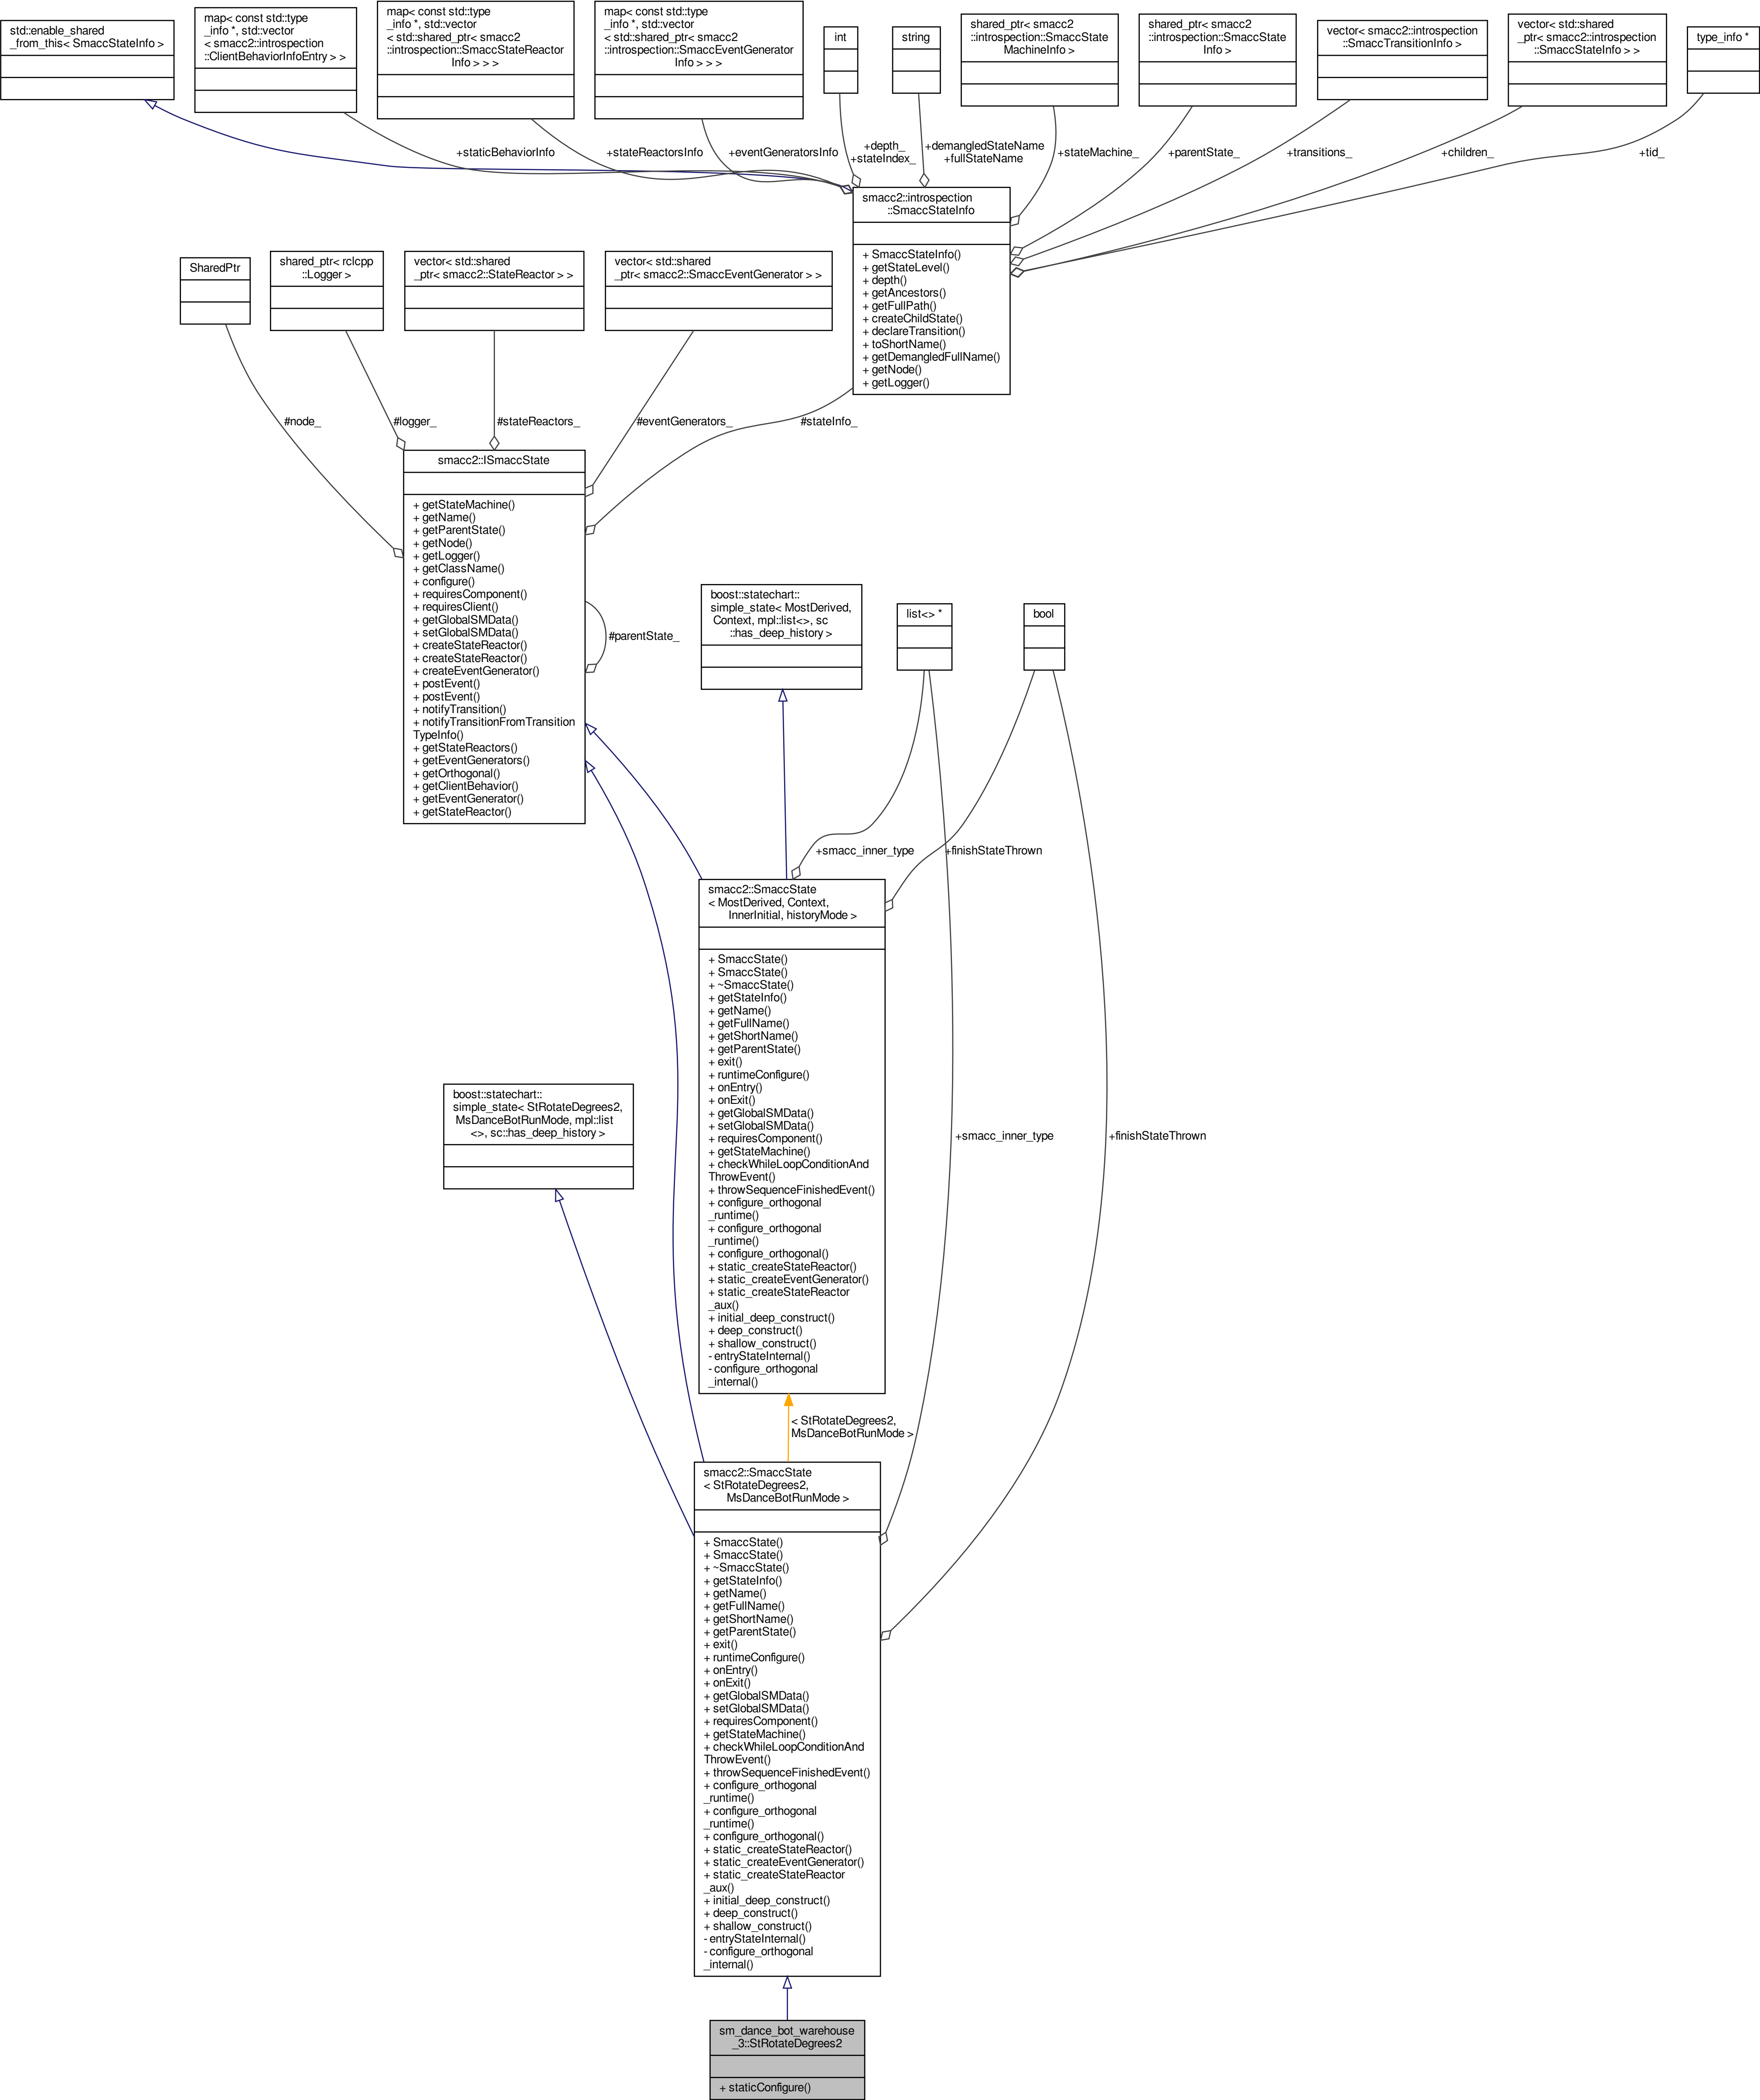 std::enable_shared
_from_this< SmaccStateInfo >
map< const std::type
_info *, std::vector
< smacc2::introspection
::ClientBehaviorInfoEntry > >
map< const std::type
_info *, std::vector
< std::shared_ptr< smacc2
::introspection::SmaccStateReactor
Info > > >
map< const std::type
_info *, std::vector
< std::shared_ptr< smacc2
::introspection::SmaccEventGenerator
Info > > >
int
string
shared_ptr< smacc2
::introspection::SmaccState
MachineInfo >
shared_ptr< smacc2
::introspection::SmaccState
Info >
vector< smacc2::introspection
::SmaccTransitionInfo >
vector< std::shared
_ptr< smacc2::introspection
::SmaccStateInfo > >
type_info *
+staticBehaviorInfo
+stateReactorsInfo
+eventGeneratorsInfo
+depth_
+stateIndex_
+demangledStateName
+fullStateName
+stateMachine_
+parentState_
+transitions_
+children_
+tid_
smacc2::introspection
::SmaccStateInfo
+ SmaccStateInfo()
+ getStateLevel()
+ depth()
+ getAncestors()
+ getFullPath()
+ createChildState()
+ declareTransition()
+ toShortName()
+ getDemangledFullName()
+ getNode()
+ getLogger()
SharedPtr
shared_ptr< rclcpp
::Logger >
vector< std::shared
_ptr< smacc2::StateReactor > >
vector< std::shared
_ptr< smacc2::SmaccEventGenerator > >
#node_
#logger_
#stateReactors_
#eventGenerators_
#stateInfo_
smacc2::ISmaccState
+ getStateMachine()
+ getName()
+ getParentState()
+ getNode()
+ getLogger()
+ getClassName()
+ configure()
+ requiresComponent()
+ requiresClient()
+ getGlobalSMData()
+ setGlobalSMData()
+ createStateReactor()
+ createStateReactor()
+ createEventGenerator()
+ postEvent()
+ postEvent()
+ notifyTransition()
+ notifyTransitionFromTransition
TypeInfo()
+ getStateReactors()
+ getEventGenerators()
+ getOrthogonal()
+ getClientBehavior()
+ getEventGenerator()
+ getStateReactor()
#parentState_
boost::statechart::
simple_state< MostDerived,
Context, mpl::list<>, sc
::has_deep_history >
list<> *
bool
+smacc_inner_type
+finishStateThrown
smacc2::SmaccState
< MostDerived, Context,
InnerInitial, historyMode >
+ SmaccState()
+ SmaccState()
+ ~SmaccState()
+ getStateInfo()
+ getName()
+ getFullName()
+ getShortName()
+ getParentState()
+ exit()
+ runtimeConfigure()
+ onEntry()
+ onExit()
+ getGlobalSMData()
+ setGlobalSMData()
+ requiresComponent()
+ getStateMachine()
+ checkWhileLoopConditionAnd
ThrowEvent()
+ throwSequenceFinishedEvent()
+ configure_orthogonal
_runtime()
+ configure_orthogonal
_runtime()
+ configure_orthogonal()
+ static_createStateReactor()
+ static_createEventGenerator()
+ static_createStateReactor
_aux()
+ initial_deep_construct()
+ deep_construct()
+ shallow_construct()
- entryStateInternal()
- configure_orthogonal
_internal()
boost::statechart::
simple_state< StRotateDegrees2,
MsDanceBotRunMode, mpl::list
<>, sc::has_deep_history >
+smacc_inner_type
+finishStateThrown
< StRotateDegrees2,
MsDanceBotRunMode >
smacc2::SmaccState
< StRotateDegrees2,
MsDanceBotRunMode >
+ SmaccState()
+ SmaccState()
+ ~SmaccState()
+ getStateInfo()
+ getName()
+ getFullName()
+ getShortName()
+ getParentState()
+ exit()
+ runtimeConfigure()
+ onEntry()
+ onExit()
+ getGlobalSMData()
+ setGlobalSMData()
+ requiresComponent()
+ getStateMachine()
+ checkWhileLoopConditionAnd
ThrowEvent()
+ throwSequenceFinishedEvent()
+ configure_orthogonal
_runtime()
+ configure_orthogonal
_runtime()
+ configure_orthogonal()
+ static_createStateReactor()
+ static_createEventGenerator()
+ static_createStateReactor
_aux()
+ initial_deep_construct()
+ deep_construct()
+ shallow_construct()
- entryStateInternal()
- configure_orthogonal
_internal()
sm_dance_bot_warehouse
_3::StRotateDegrees2
+ staticConfigure()